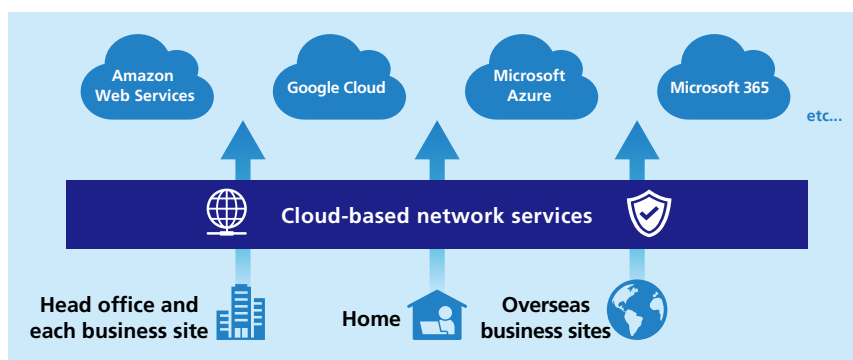 Amazon
Web Services
Google Cloud
Microsoft
Azure
Microsoft 365
etc...
Cloud-based network services
Head office and
each business site
Home
Overseas
business sites